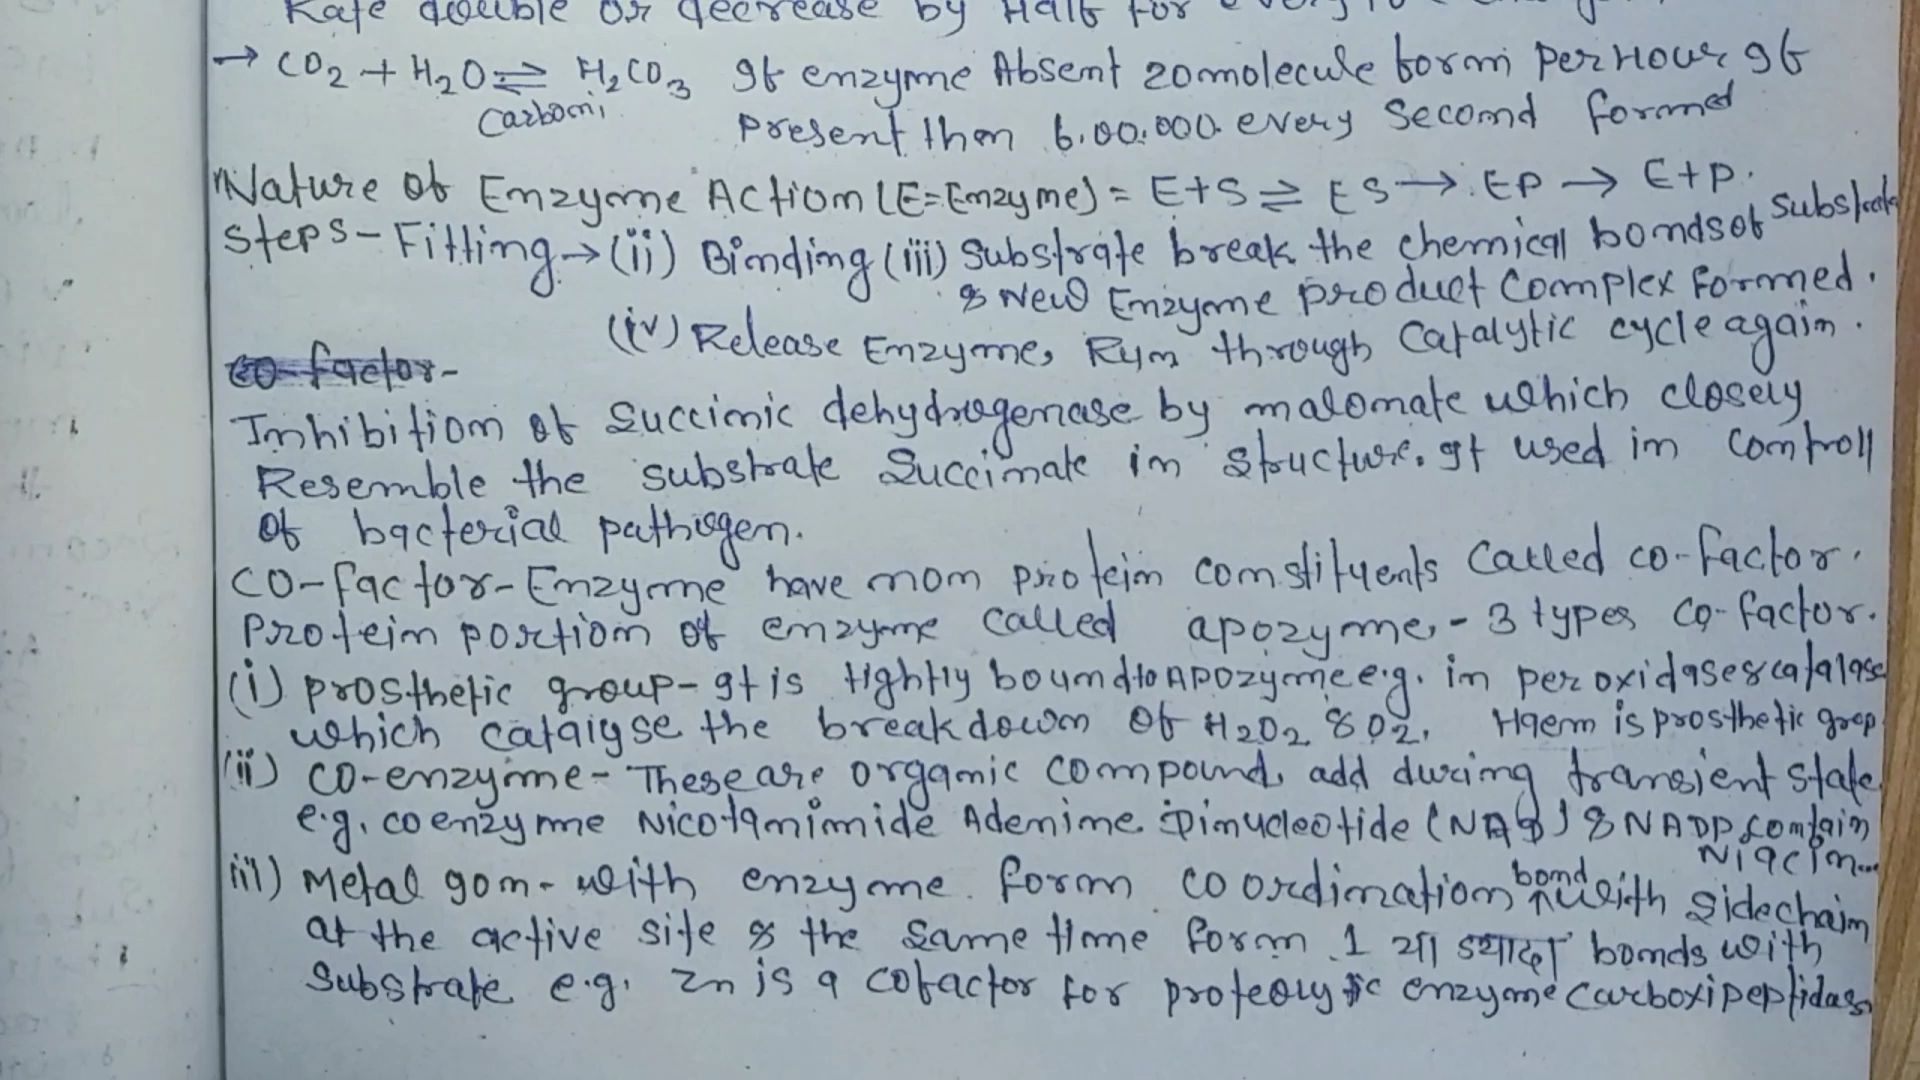 Rate double or decrease by Half for every 10
→ CO2 + H2O ⇌ H2CO3 If enzyme Absent 20 molecule form per Hour If
Carboni Present then 6.00.000 every Second formed
Nature of Enzyme Action (E=Enzyme) = E+S ⇌ ES → EP → E+P.
Steps - Fitting → (ii) Binding (iii) Substrate break the chemical bonds of Substrate
& New Enzyme product Complex Formed.
(iv) Release Enzyme, Run through Catalytic cycle again.
co-factor-
Inhibition of Succinic dehydrogenase by malonate which closely
Resemble the substrate Succinate in structure. It used in controll
Of bacterial pathogen.
CO-factor- Enzyme have non protein constituents Called co-factor.
Protein portion of enzyme called apozyme. - 3 types co-factor.
(i) prosthetic group - It is tightly bound to Apozyme e.g. in peroxidase & catalase
which catalyse the breakdown Of H2O2 & O2. Haem is prosthetic grop
(ii) co-enzyme - These are organic compound, add during transient state
e.g. coenzyme Nicotanimide Adenine Dinucleotide (NAD) & NADP contain
Niacin
iii) Metal Ion - with enzyme form coordination bond with sidechain
at the active site & the same time form 1 या ज्यादा bonds with
Substrate e.g. Zn is a cofactor for proteolytic enzyme carboxipeptidase